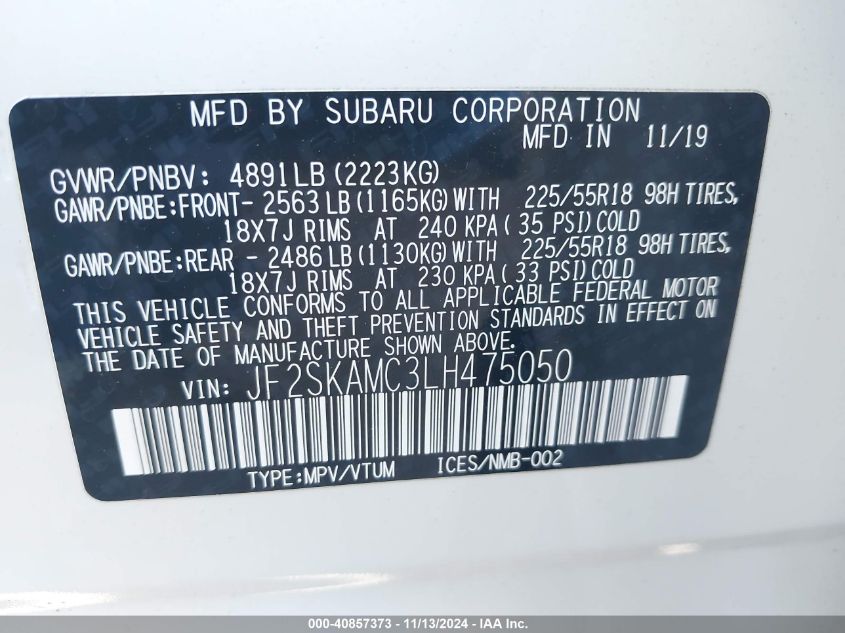 MFD BY SUBARU CORPORATION
MFD IN 11/19
GVWR/PNBV: 4891LB (2223KG)
GAWR/PNBE:FRONT- 2563 LB (1165KG) WITH 225/55R18 98H TIRES,
18X7J RIMS AT 240 KPA ( 35 PSI) COLD
GAWR/PNBE:REAR - 2486 LB (1130KG) WITH 225/55R18 98H TIRES,
18X7J RIMS AT 230 KPA ( 33 PSI) COLD
THIS VEHICLE CONFORMS TO ALL APPLICABLE FEDERAL MOTOR
VEHICLE SAFETY AND THEFT PREVENTION STANDARDS IN EFFECT ON
THE DATE OF MANUFACTURE SHOWN ABOVE.
VIN: JF2SKAMC3LH475050
TYPE:MPV/VTUM ICES/NMB-002
000-40857373 - 11/13/2024 - IAA Inc.